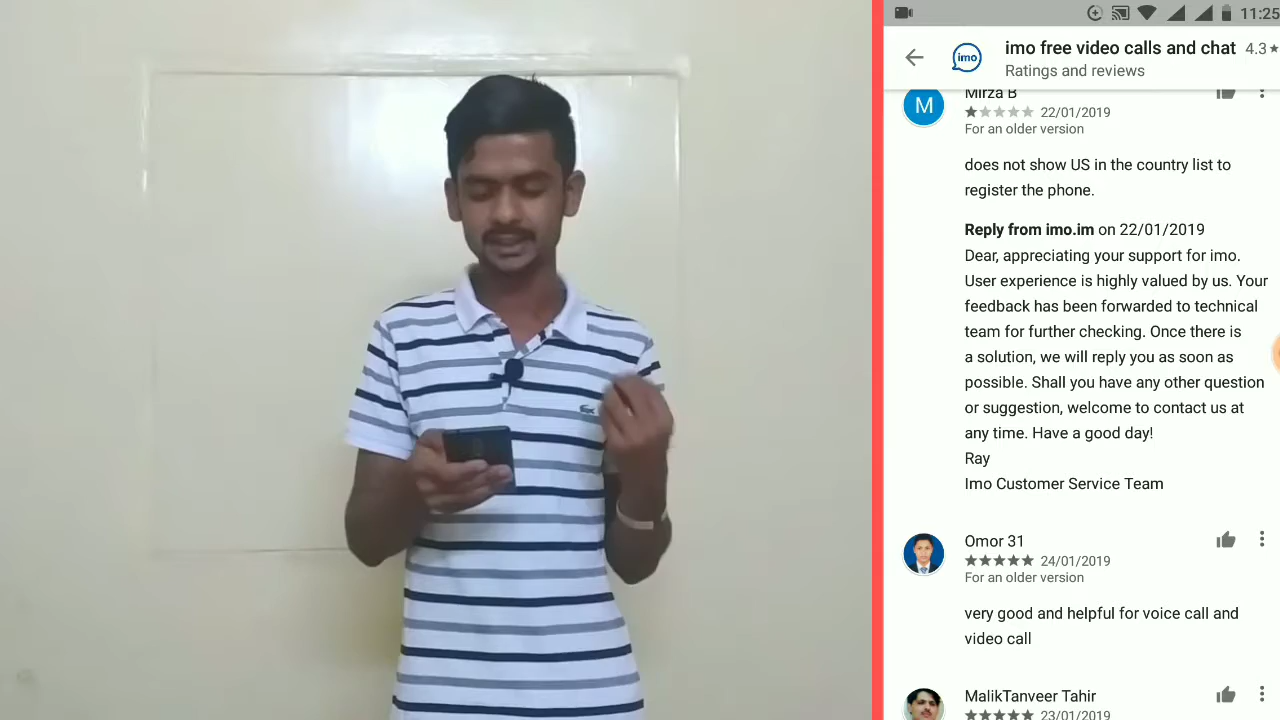 11:25
imo free video calls and chat 4.3★
imo
Ratings and reviews
Mirza B
M
22/01/2019
For an older version
does not show US in the country list to
register the phone.
Reply from imo.im on 22/01/2019
Dear, appreciating your support for imo.
User experience is highly valued by us. Your
feedback has been forwarded to technical
team for further checking. Once there is
a solution, we will reply you as soon as
possible. Shall you have any other question
or suggestion, welcome to contact us at
any time. Have a good day!
Ray
Imo Customer Service Team
Omor 31
24/01/2019
For an older version
very good and helpful for voice call and
video call
MalikTanveer Tahir
23/01/2019